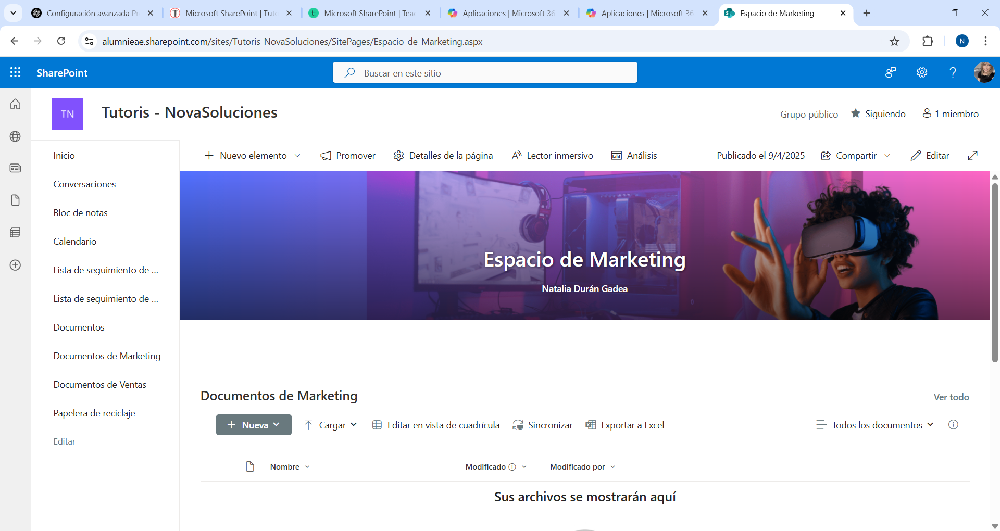 Configuración avanzada Pr
Microsoft SharePoint | Tuto
Microsoft SharePoint | Teac
Aplicaciones | Microsoft 36
Aplicaciones | Microsoft 36
Espacio de Marketing
alumnieae.sharepoint.com/sites/Tutoris-NovaSoluciones/SitePages/Espacio-de-Marketing.aspx
N
SharePoint
Buscar en este sitio
TN
Tutoris - NovaSoluciones
Grupo público
Siguiendo
1 miembro
Inicio
Conversaciones
Bloc de notas
Calendario
Lista de seguimiento de ...
Lista de seguimiento de ...
Documentos
Documentos de Marketing
Documentos de Ventas
Papelera de reciclaje
Editar
Nuevo elemento
Promover
Detalles de la página
Lector inmersivo
Análisis
Publicado el 9/4/2025
Compartir
Editar
Espacio de Marketing
Natalia Durán Gadea
Documentos de Marketing
Ver todo
Nueva
Cargar
Editar en vista de cuadrícula
Sincronizar
Exportar a Excel
Todos los documentos
Nombre
Modificado
Modificado por
Sus archivos se mostrarán aquí